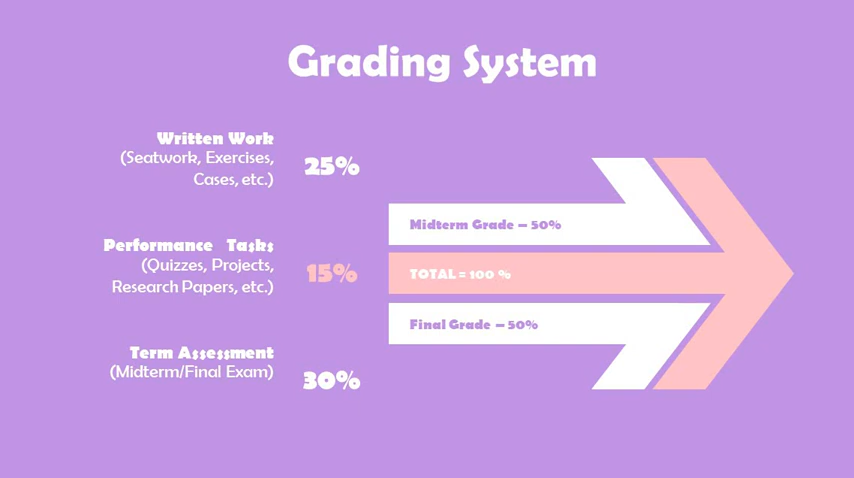 Grading System
Written Work
(Seatwork, Exercises,
Cases, etc.)
25%
Performance Tasks
(Quizzes, Projects,
Research Papers, etc.)
15%
Term Assessment
(Midterm/Final Exam)
30%
Midterm Grade – 50%
TOTAL = 100 %
Final Grade – 50%